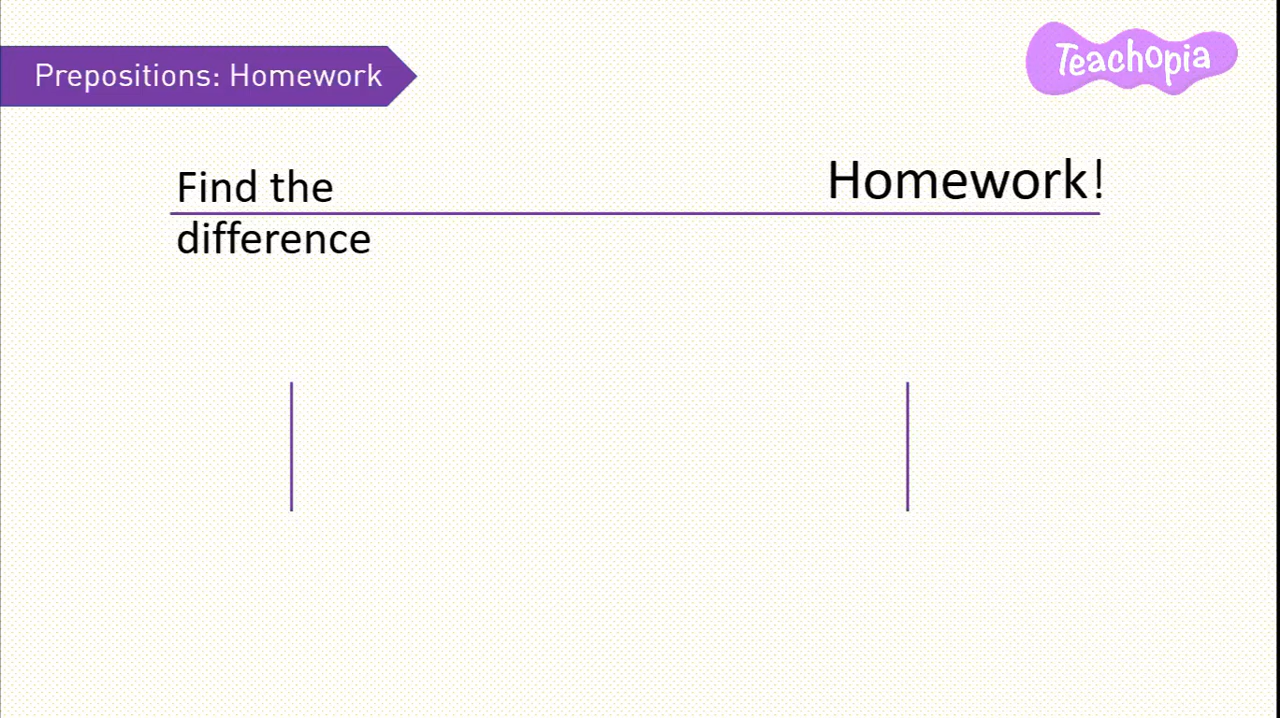 Prepositions: Homework
Teachopia
Find the
difference
Homework!